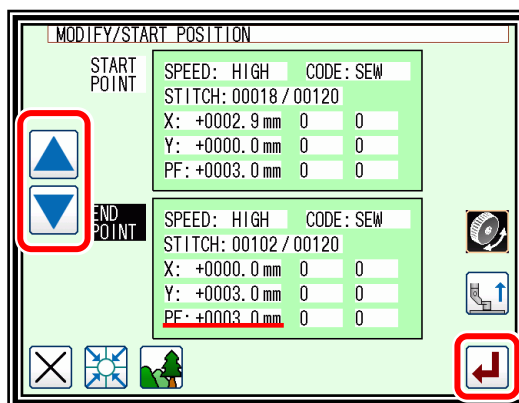 MODIFY/START POSITION
START
POINT
SPEED: HIGH CODE: SEW
STITCH: 00018 / 00120
X: +0002.9 mm 0 0
Y: +0000.0 mm 0 0
PF: +0003.0 mm 0 0
END
POINT
SPEED: HIGH CODE: SEW
STITCH: 00102 / 00120
X: +0000.0 mm 0 0
Y: +0003.0 mm 0 0
PF: +0003.0 mm 0 0